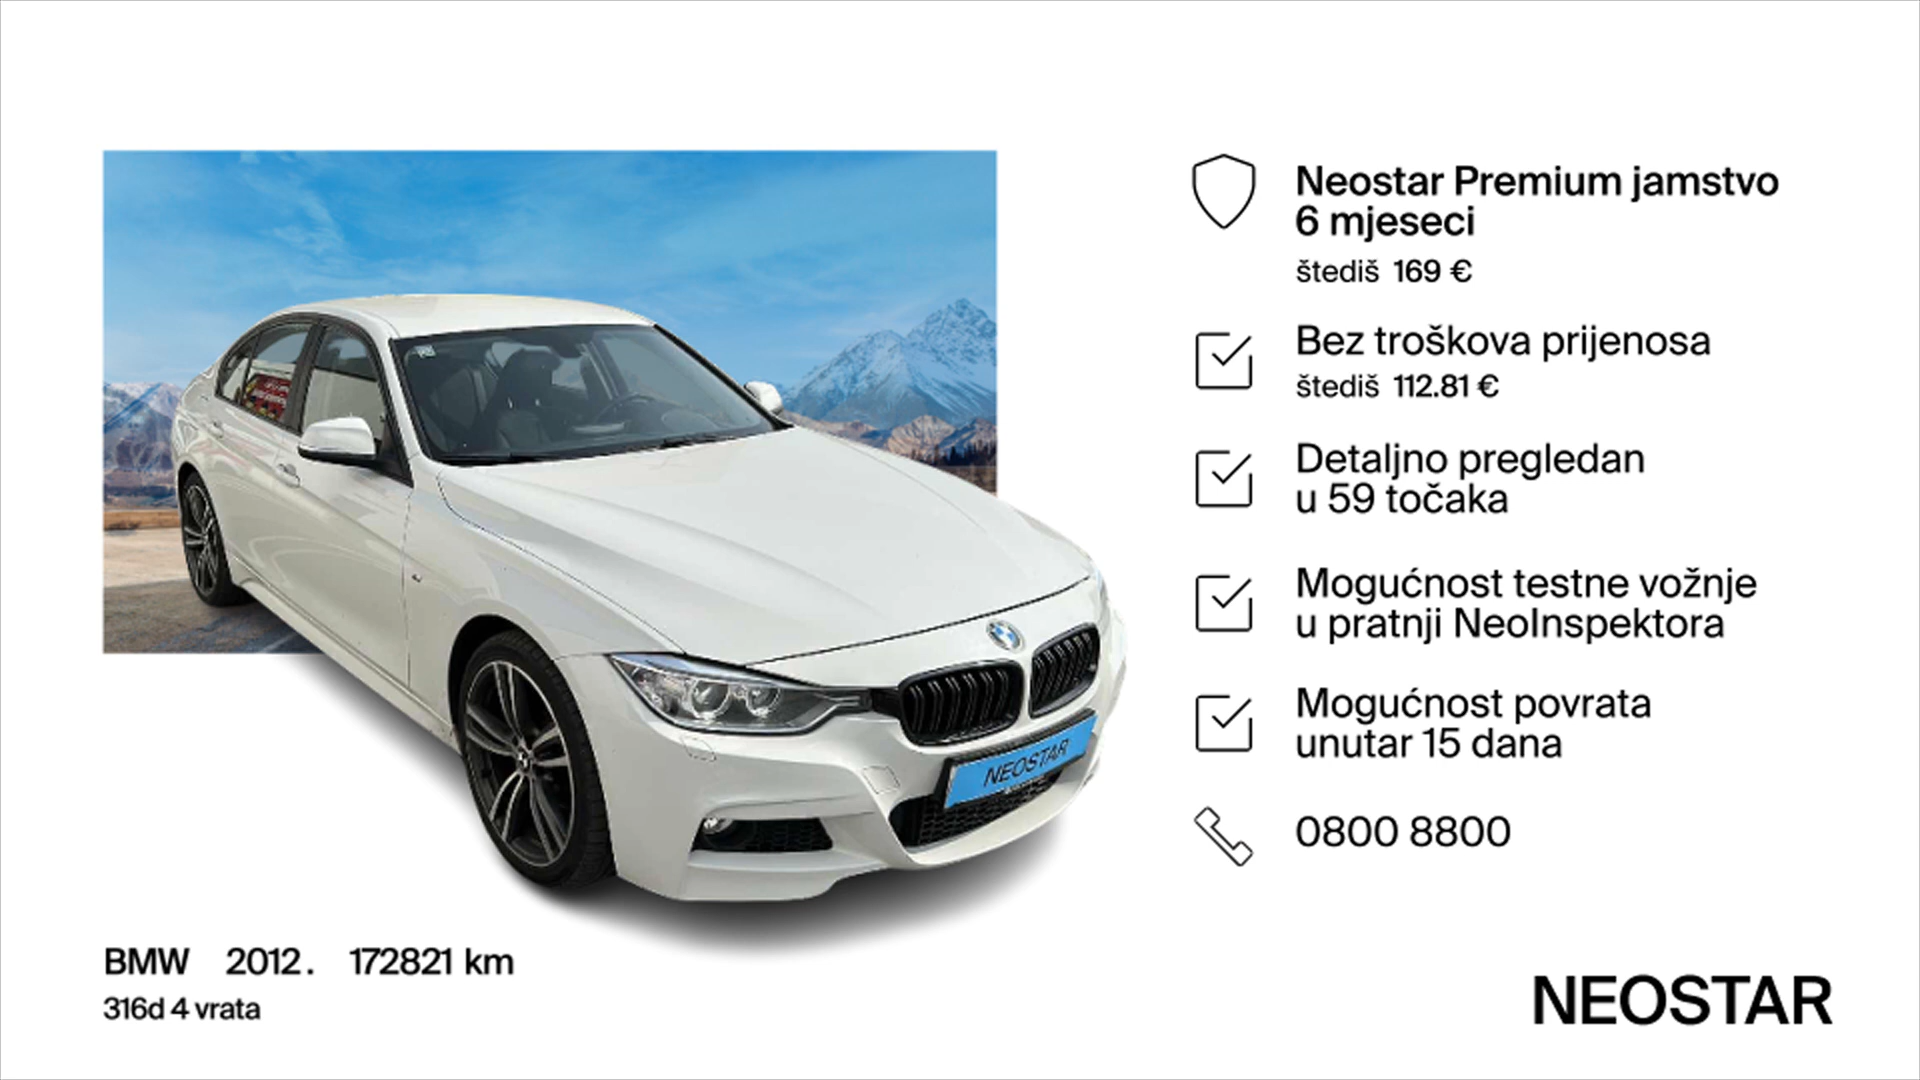 Neostar Premium jamstvo
6 mjeseci
štediš 169 €
Bez troškova prijenosa
štediš 112.81 €
Detaljno pregledan
u 59 točaka
Mogućnost testne vožnje
u pratnji NeoInspektora
Mogućnost povrata
unutar 15 dana
0800 8800
NEOSTAR
BMW 2012. 172821 km
316d 4 vrata
NEOSTAR